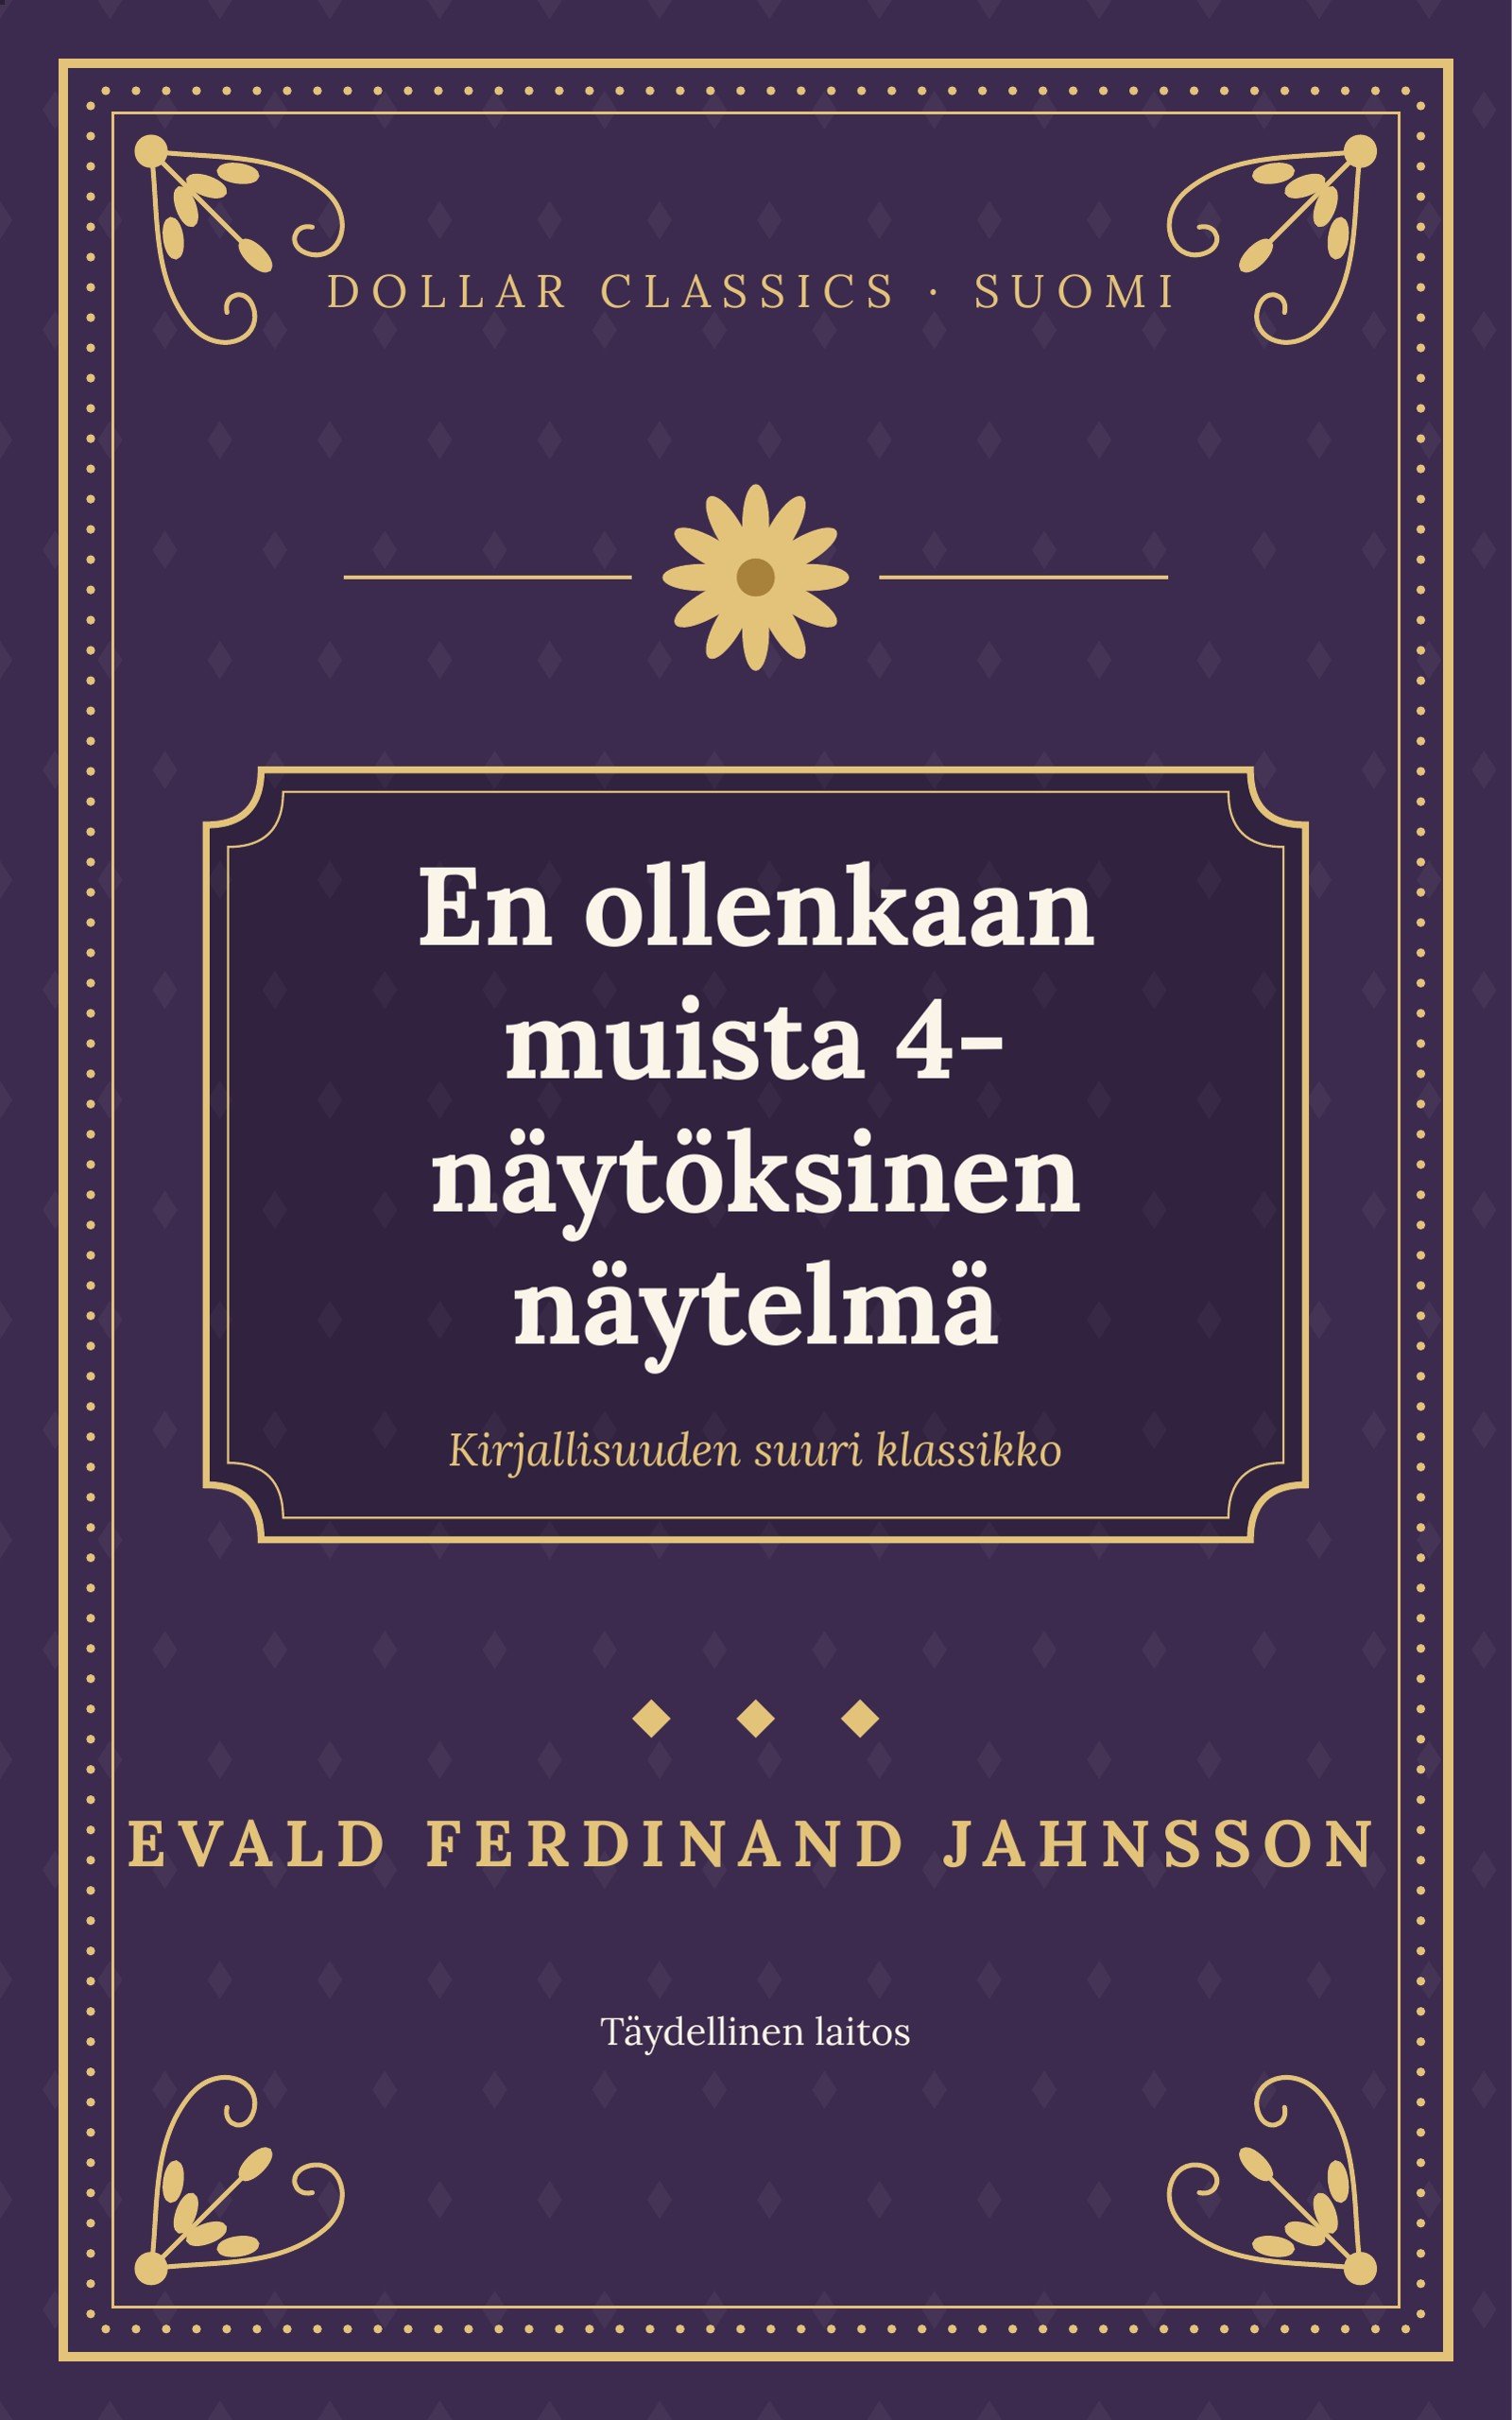 DOLLAR CLASSICS · SUOMI
En ollenkaan
muista 4-
näytöksinen
näytelmä
Kirjallisuuden suuri klassikko
EVALD FERDINAND JAHNSSON
Täydellinen laitos